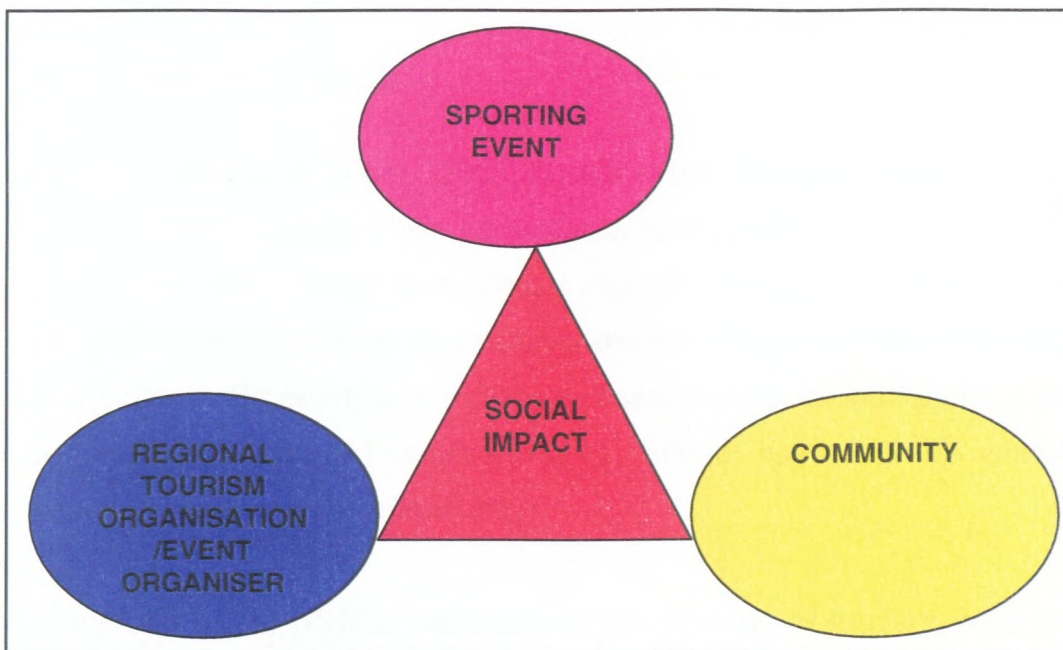 SPORTING
EVENT
SOCIAL
IMPACT
REGIONAL
TOURISM
ORGANISATION
/EVENT
ORGANISER
COMMUNITY